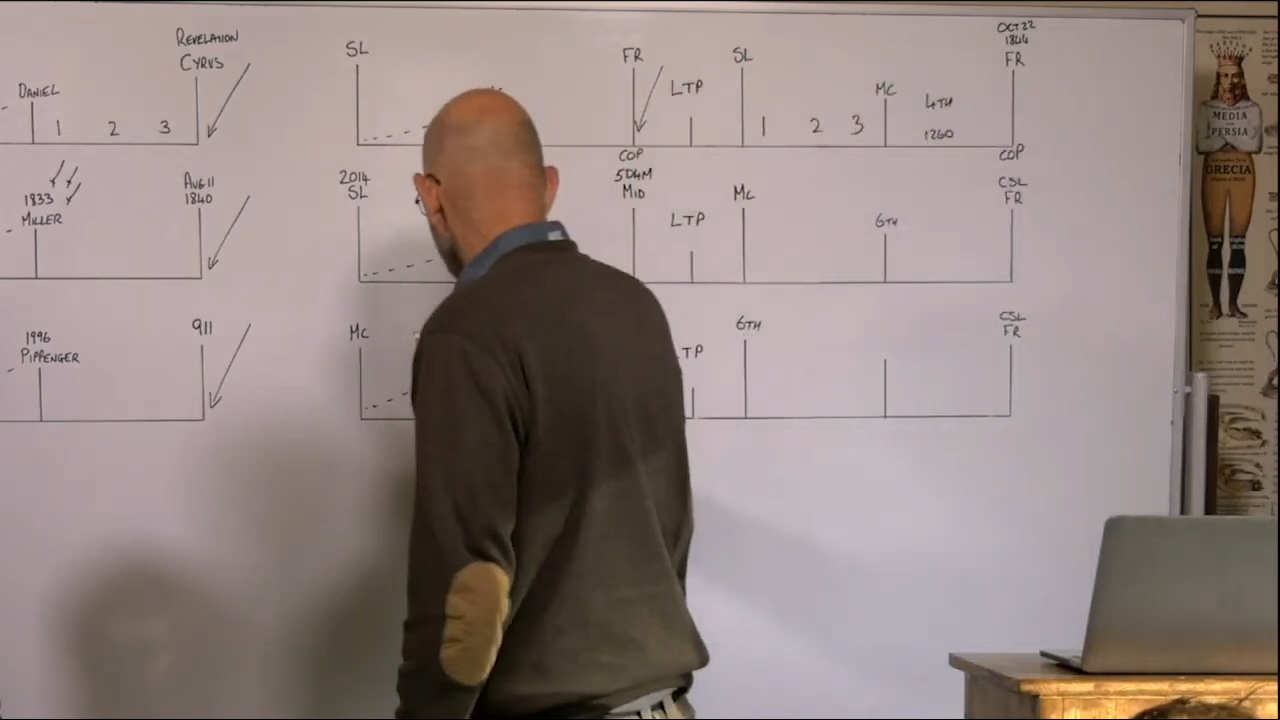 DANIEL
1 2 3
REVELATION
CYRUS
SL
FR
COP
LTP
SL
1 2 3
MC
4TH
1260
OCT 22
1844
FR
COP
1833
MILLER
AUG 11
1840
2014
SL
SDM
MID
LTP
MC
6TH
CSL
FR
1996
PIPPENGER
911
MC
TP
6TH
CSL
FR
BABYLON
MEDIA
PERSIA
GRECIA